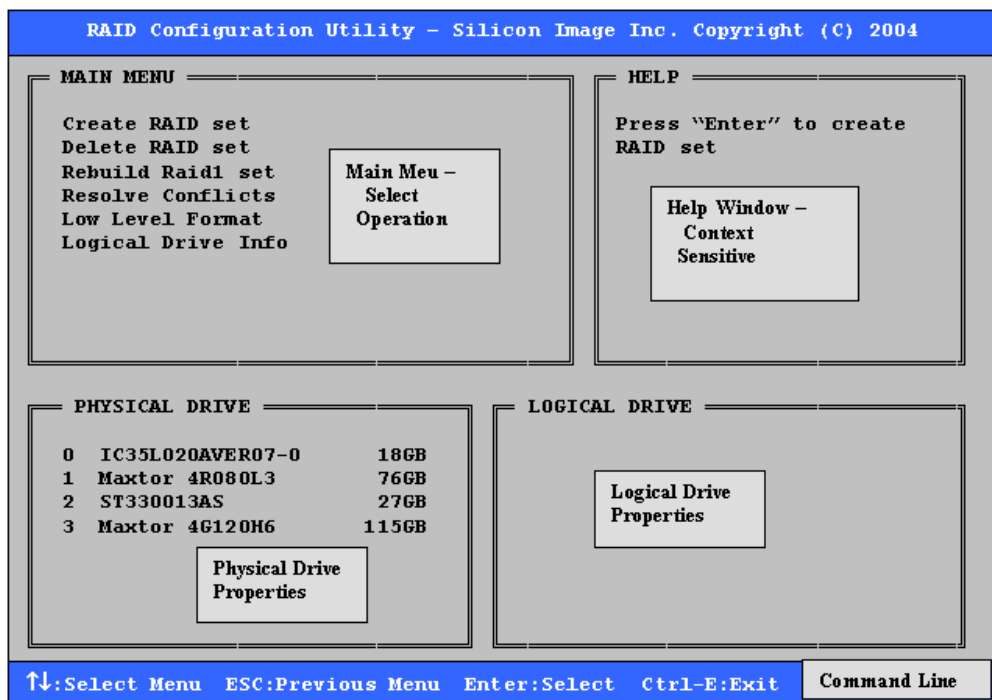 RAID Configuration Utility – Silicon Image Inc. Copyright (C) 2004
MAIN MENU
Create RAID set
Delete RAID set
Rebuild Raid1 set
Resolve Conflicts
Low Level Format
Logical Drive Info
Main Meu –
Select
Operation
HELP
Press "Enter" to create
RAID set
Help Window –
Context
Sensitive
PHYSICAL DRIVE
0 IC35L020AVER07-0 18GB
1 Maxtor 4R080L3 76GB
2 ST330013AS 27GB
3 Maxtor 4G120H6 115GB
Physical Drive
Properties
LOGICAL DRIVE
Logical Drive
Properties
↑↓:Select Menu ESC:Previous Menu Enter:Select Ctrl-E:Exit Command Line